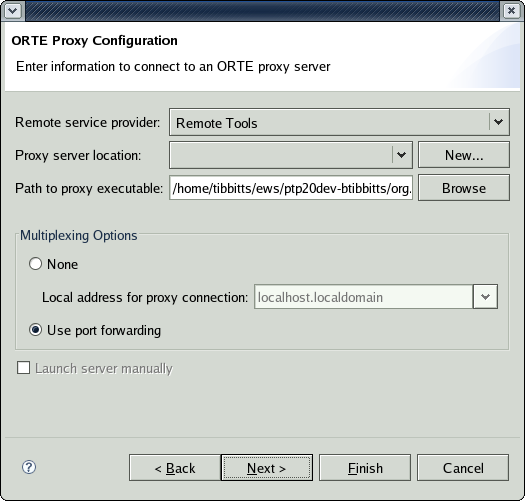 ORTE Proxy Configuration
Enter information to connect to an ORTE proxy server
Remote service provider: Remote Tools
Proxy server location: New...
Path to proxy executable: /home/tibbitts/ews/ptp20dev-btibbitts/org. Browse
Multiplexing Options
None
Local address for proxy connection: localhost.localdomain
Use port forwarding
Launch server manually
? < Back Next > Finish Cancel